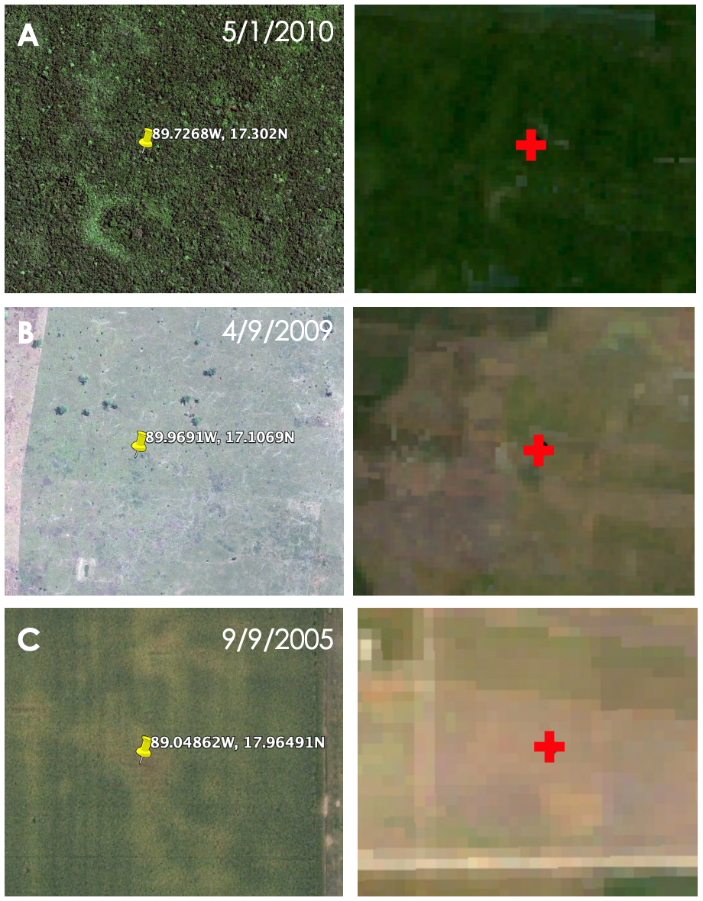 A
5/1/2010
89.7268W, 17.302N
B
4/9/2009
89.9691W, 17.1069N
C
9/9/2005
89.04862W, 17.96491N